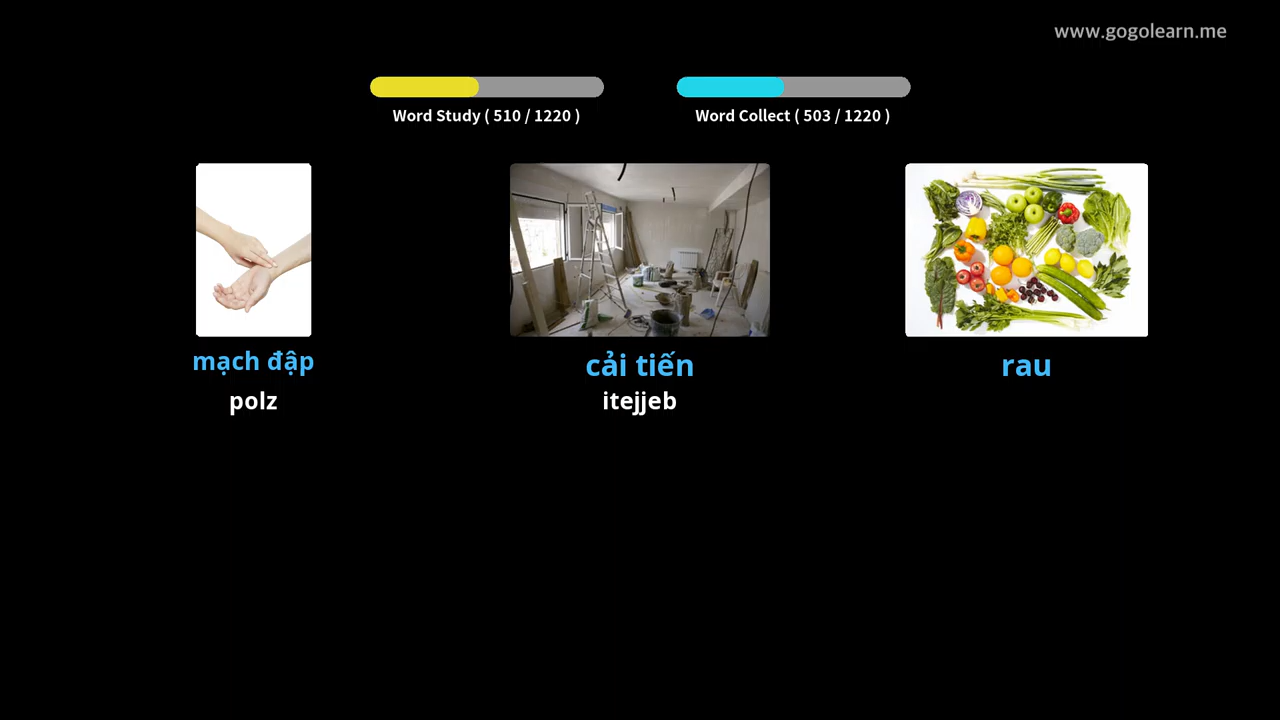 www.gogolearn.me
Word Study ( 510 / 1220 )
Word Collect ( 503 / 1220 )
mạch đập
cải tiến
rau
polz
itejjeb